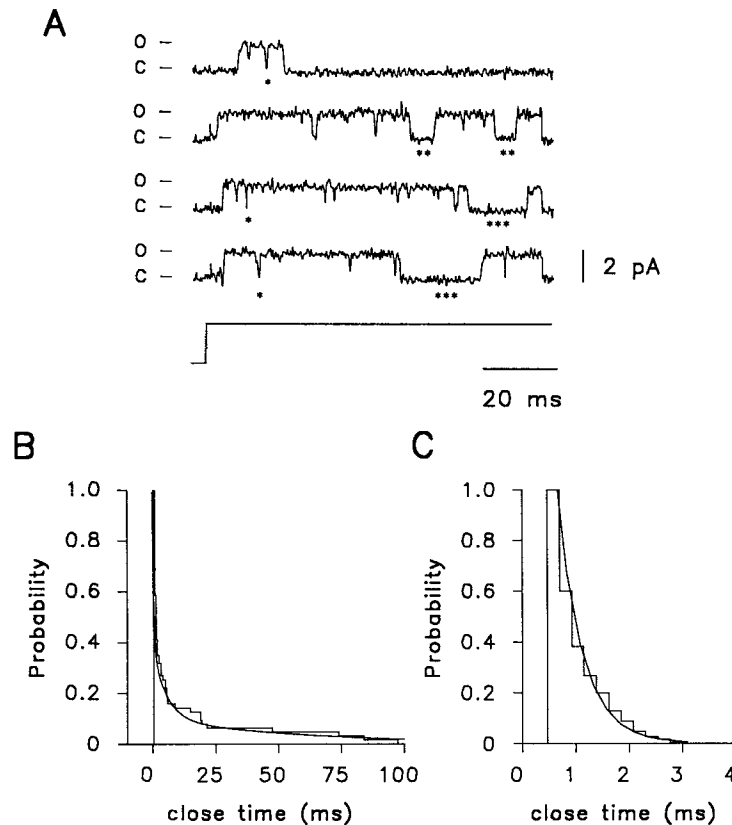 A
O –
C –
*
O –
C –
** **
O –
C –
* ***
O –
C –
* ***
2 pA
20 ms
B
Probability
1.0
0.8
0.6
0.4
0.2
0
0 25 50 75 100
close time (ms)
C
Probability
1.0
0.8
0.6
0.4
0.2
0
0 1 2 3 4
close time (ms)